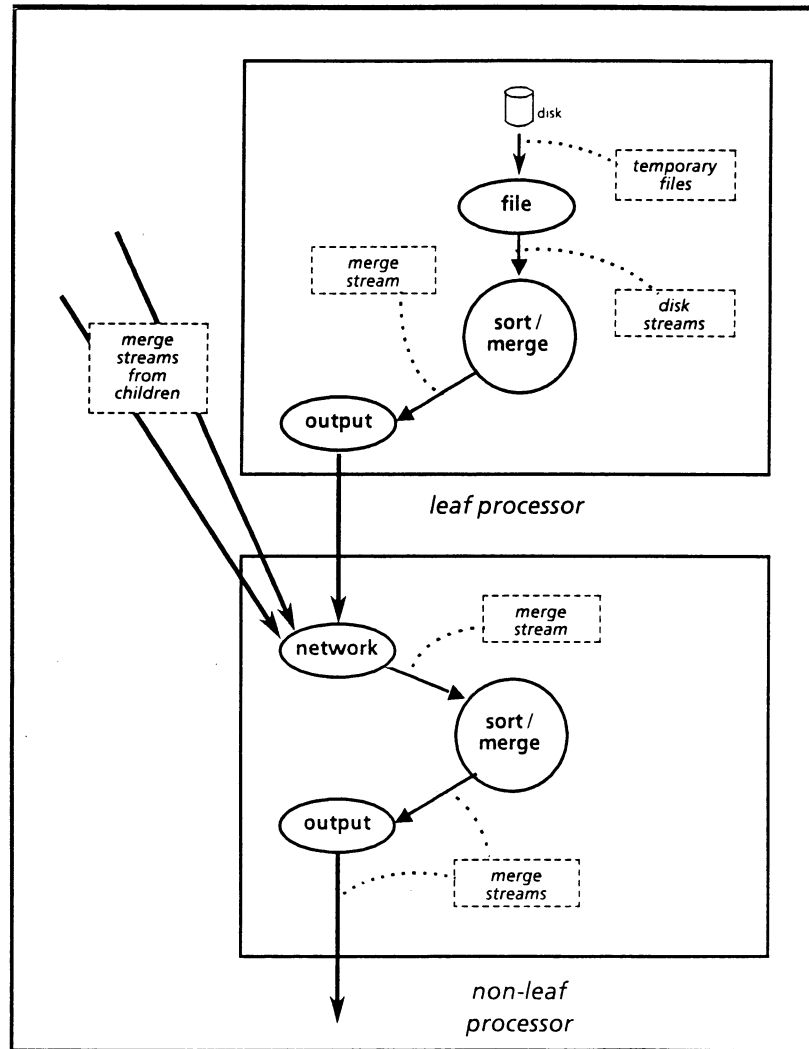 disk
temporary
files
file
merge
stream
disk
streams
sort /
merge
merge
streams
from
children
output
leaf processor
merge
stream
network
sort /
merge
output
merge
streams
non-leaf
processor